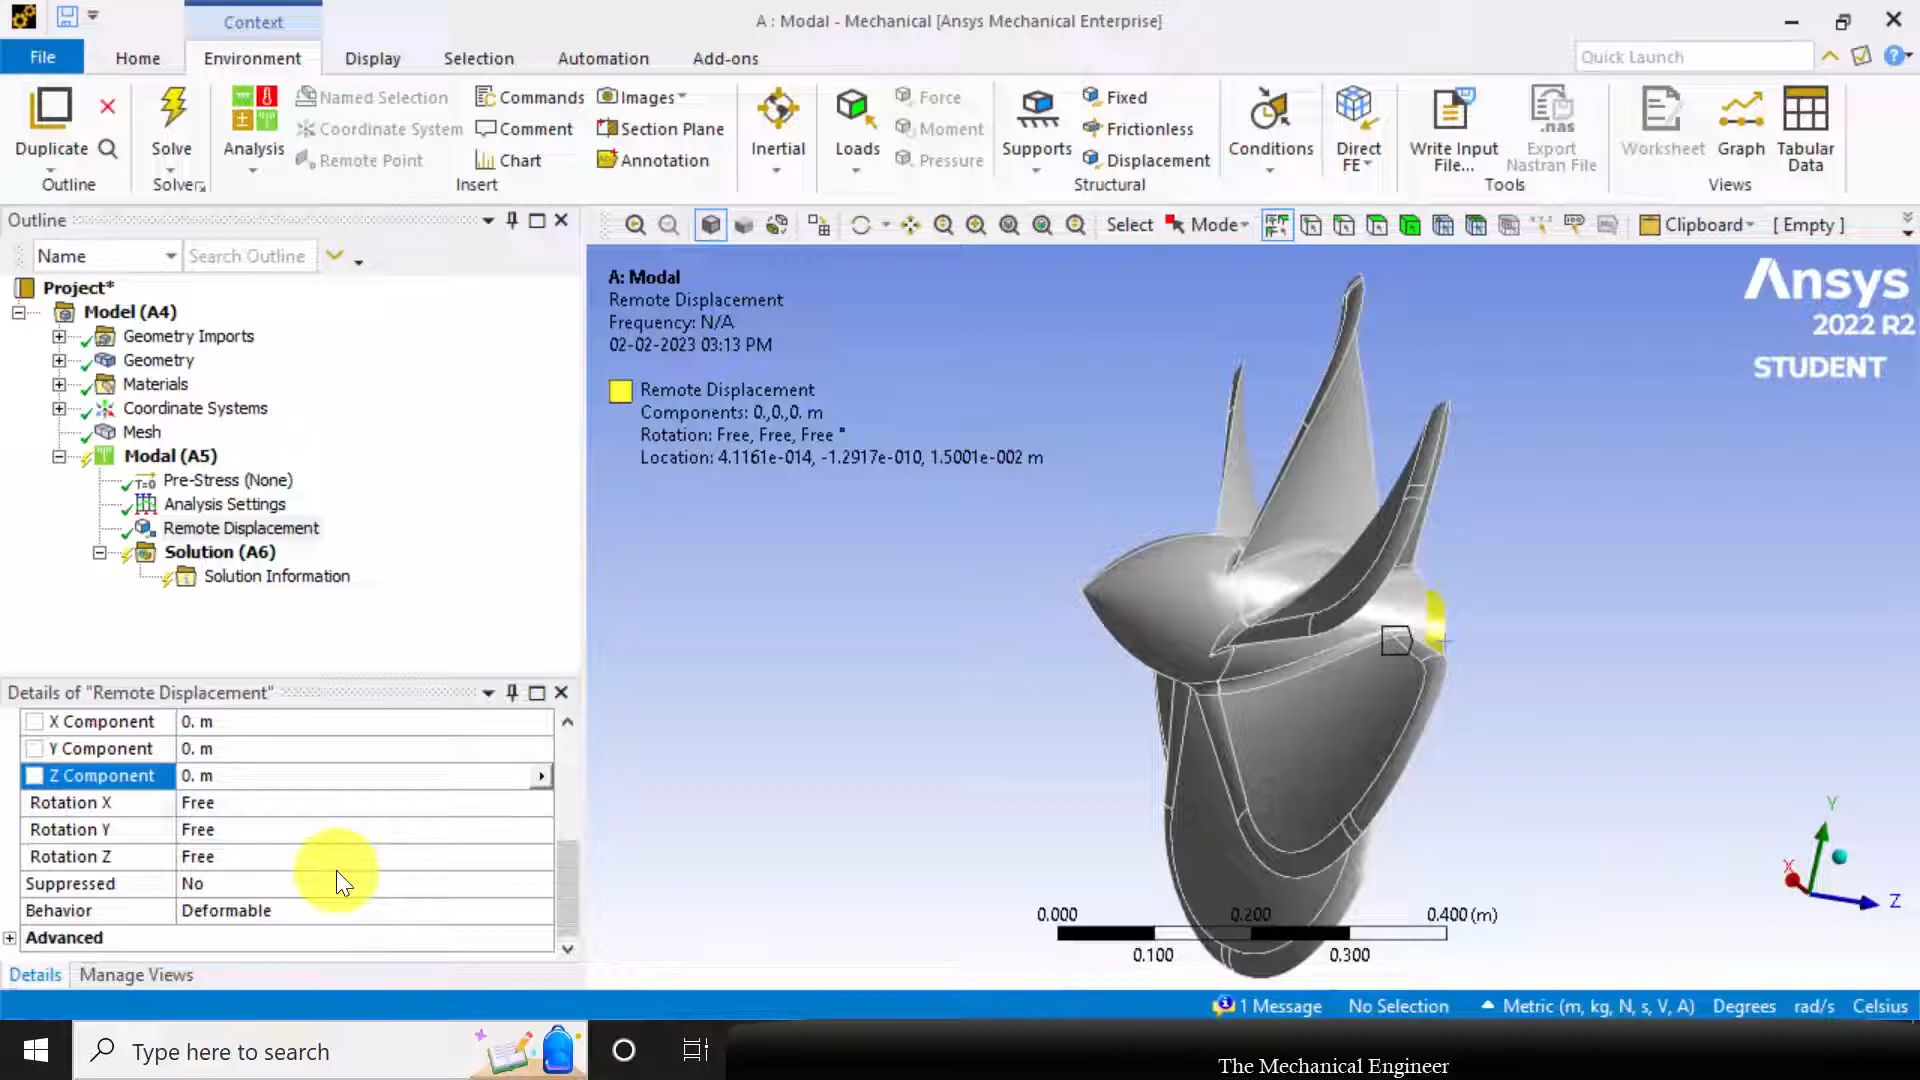 Context
A : Modal - Mechanical [Ansys Mechanical Enterprise]
File
Home
Environment
Display
Selection
Automation
Add-ons
Quick Launch
Duplicate
Outline
Solve
Solver
Analysis
Named Selection
Coordinate System
Remote Point
Commands
Comment
Chart
Images
Section Plane
Annotation
Insert
Inertial
Loads
Force
Moment
Pressure
Supports
Fixed
Frictionless
Displacement
Structural
Conditions
Direct
FE
Write Input
File...
.nas
Export
Nastran File
Tools
Worksheet
Graph
Tabular
Data
Views
Outline
Name
Search Outline
Select
Mode
Clipboard
[ Empty ]
Project*
Model (A4)
Geometry Imports
Geometry
Materials
Coordinate Systems
Mesh
Modal (A5)
T=0 Pre-Stress (None)
Analysis Settings
Remote Displacement
Solution (A6)
Solution Information
A: Modal
Remote Displacement
Frequency: N/A
02-02-2023 03:13 PM
Remote Displacement
Components: 0,,0,,0. m
Rotation: Free, Free, Free °
Location: 4.1161e-014, -1.2917e-010, 1.5001e-002 m
Ansys
2022 R2
STUDENT
Details of "Remote Displacement"
X Component 0. m
Y Component 0. m
Z Component 0. m
Rotation X Free
Rotation Y Free
Rotation Z Free
Suppressed No
Behavior Deformable
Advanced
Details
Manage Views
Y
X
Z
0.000
0.200
0.400 (m)
0.100
0.300
1 Message
No Selection
Metric (m, kg, N, s, V, A)
Degrees
rad/s
Celsius
Type here to search
The Mechanical Engineer